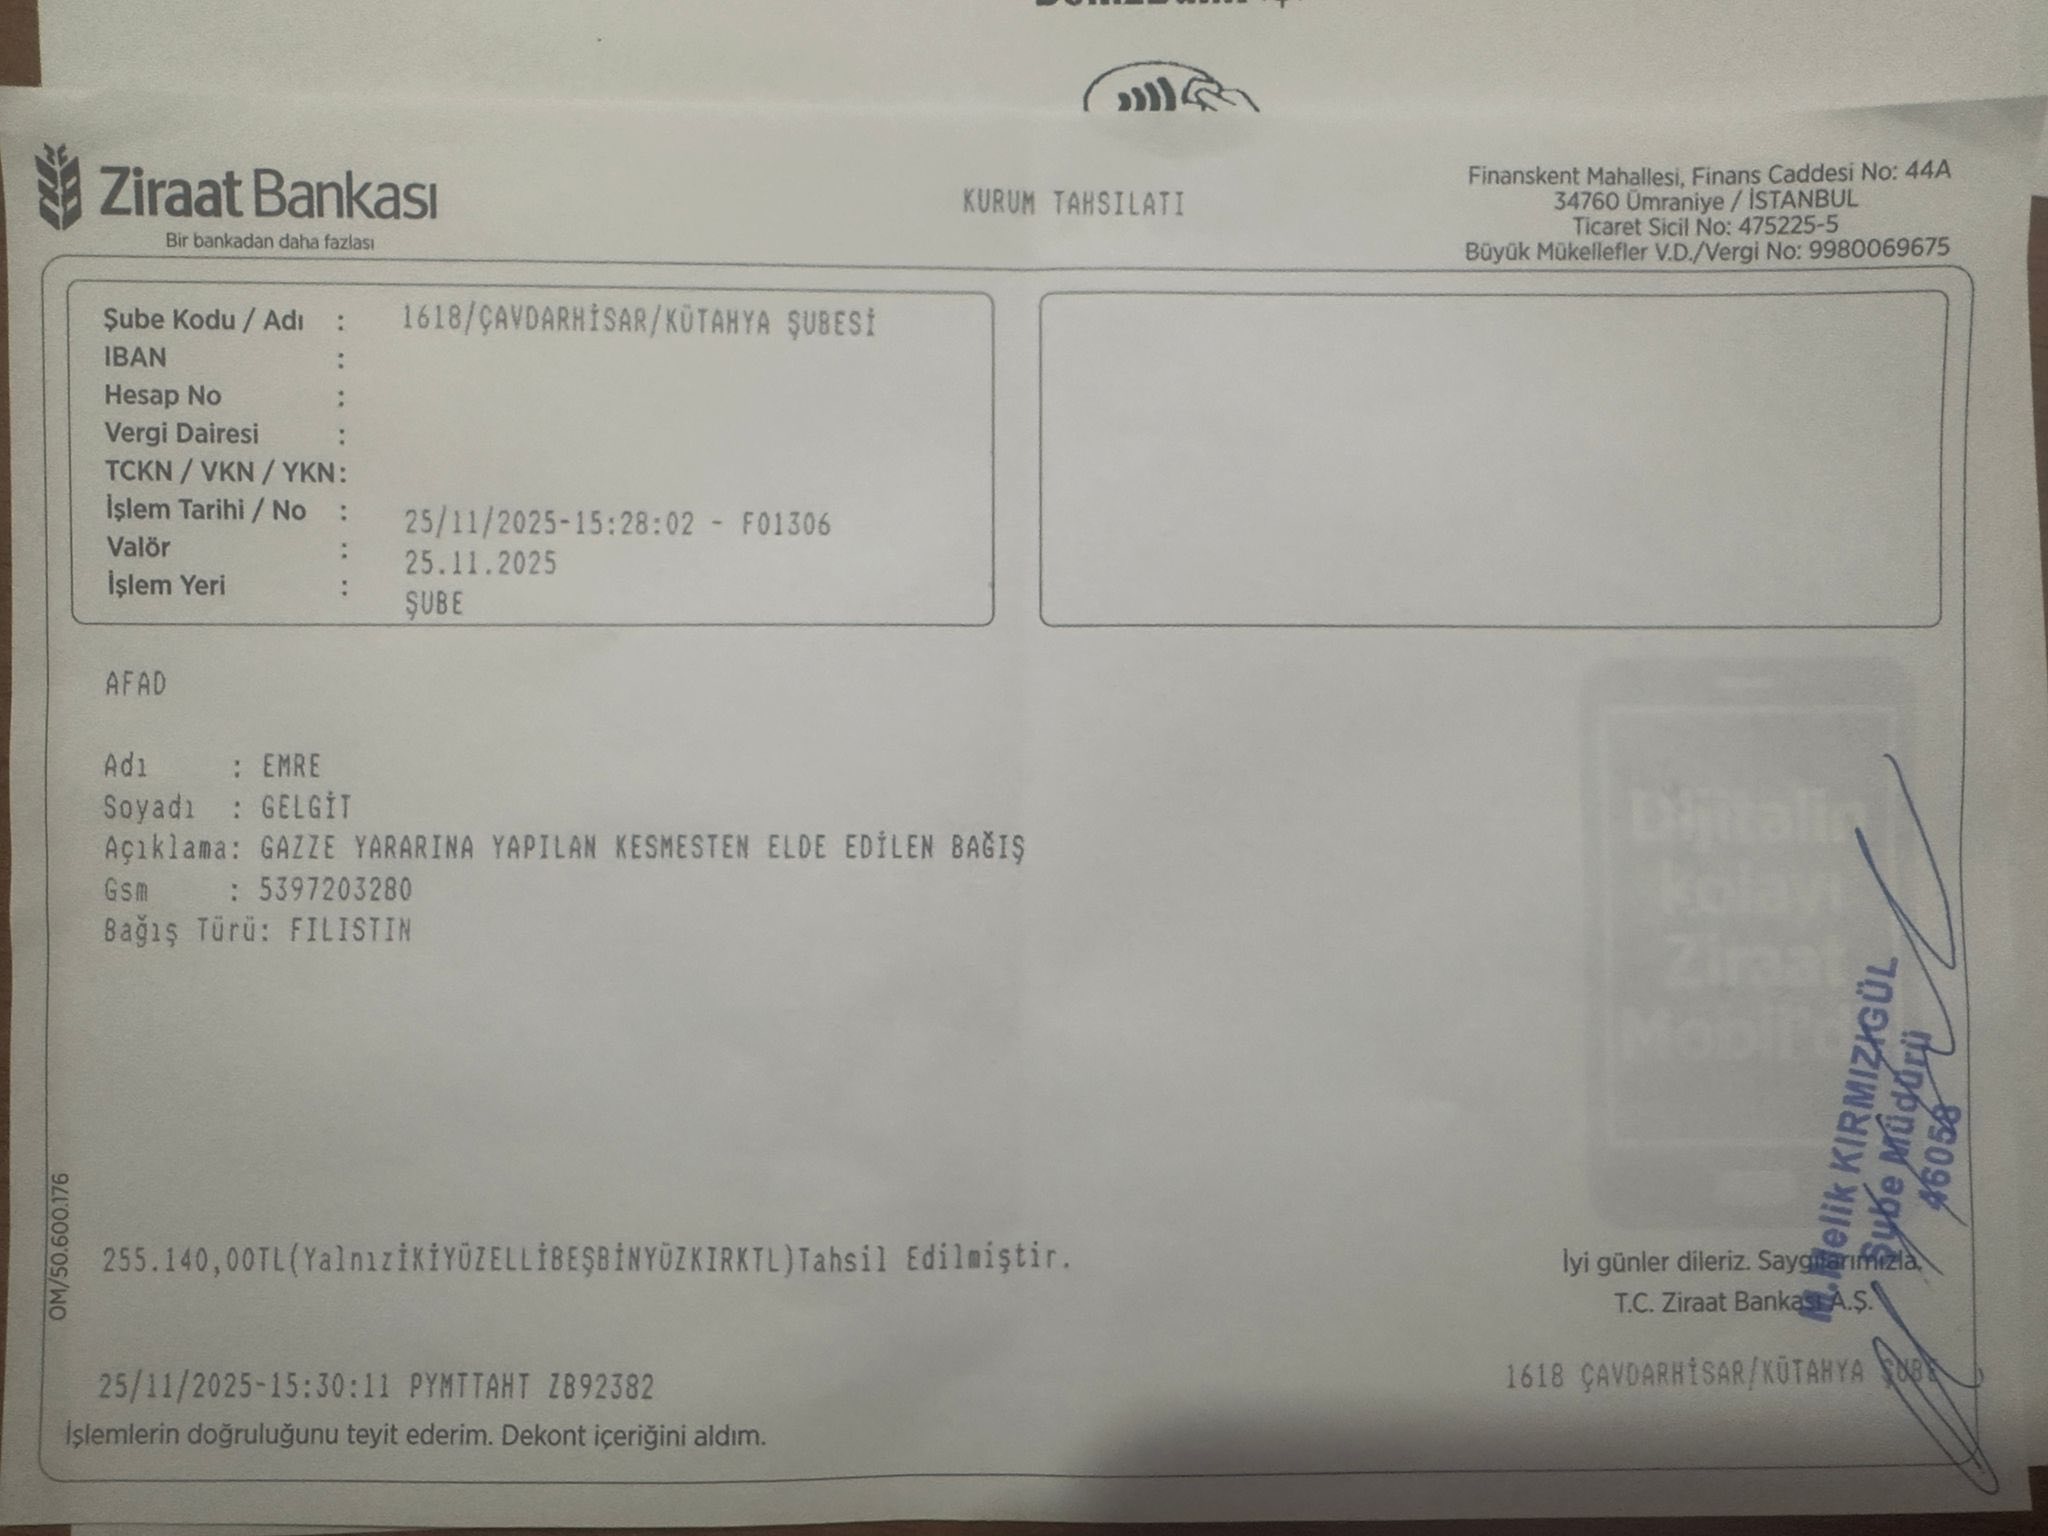 Ziraat Bankası
Bir bankadan daha fazlası
KURUM TAHSILATI
Finanskent Mahallesi, Finans Caddesi No: 44A
34760 Ümraniye / İSTANBUL
Ticaret Sicil No: 475225-5
Büyük Mükellefler V.D./Vergi No: 9980069675
Şube Kodu / Adı : 1618/ÇAVDARHİSAR/KÜTAHYA ŞUBESİ
IBAN :
Hesap No :
Vergi Dairesi :
TCKN / VKN / YKN:
İşlem Tarihi / No : 25/11/2025-15:28:02 - F01306
Valör : 25.11.2025
İşlem Yeri : ŞUBE
AFAD
Adı : EMRE
Soyadı : GELGİT
Açıklama: GAZZE YARARINA YAPILAN KESMESTEN ELDE EDİLEN BAĞIŞ
Gsm : 5397203280
Bağış Türü: FILISTIN
kolayı
Ziraat
M.Melik KIRMIZIGÜL
Şube Müdürü
46058
OM/50.600.176
255.140,00TL(YalnızİKİYÜZELLİBEŞBİNYÜZKIRKTL)Tahsil Edilmiştir.
İyi günler dileriz. Saygılarımızla,
T.C. Ziraat Bankası A.Ş.
25/11/2025-15:30:11 PYMTTAHT ZB92382
1618 ÇAVDARHİSAR/KÜTAHYA ŞUBE
İşlemlerin doğruluğunu teyit ederim. Dekont içeriğini aldım.